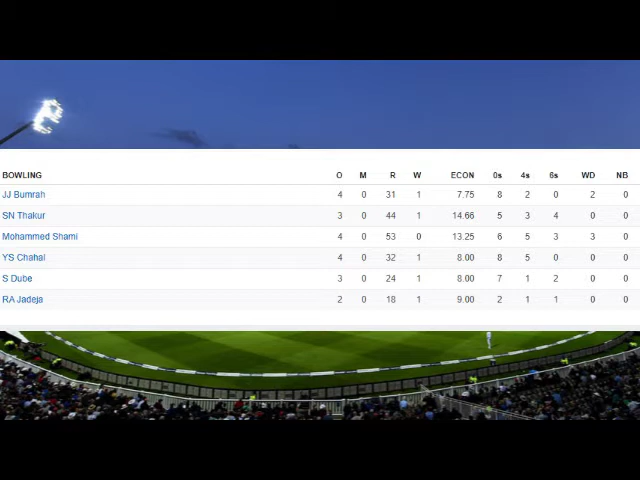 BOWLING O M R W ECON 0s 4s 6s WD NB
JJ Bumrah 4 0 31 1 7.75 8 2 0 2 0
SN Thakur 3 0 44 1 14.66 5 3 4 0 0
Mohammed Shami 4 0 53 0 13.25 6 5 3 3 0
YS Chahal 4 0 32 1 8.00 8 5 0 0 0
S Dube 3 0 24 1 8.00 7 1 2 0 0
RA Jadeja 2 0 18 1 9.00 2 1 1 0 0